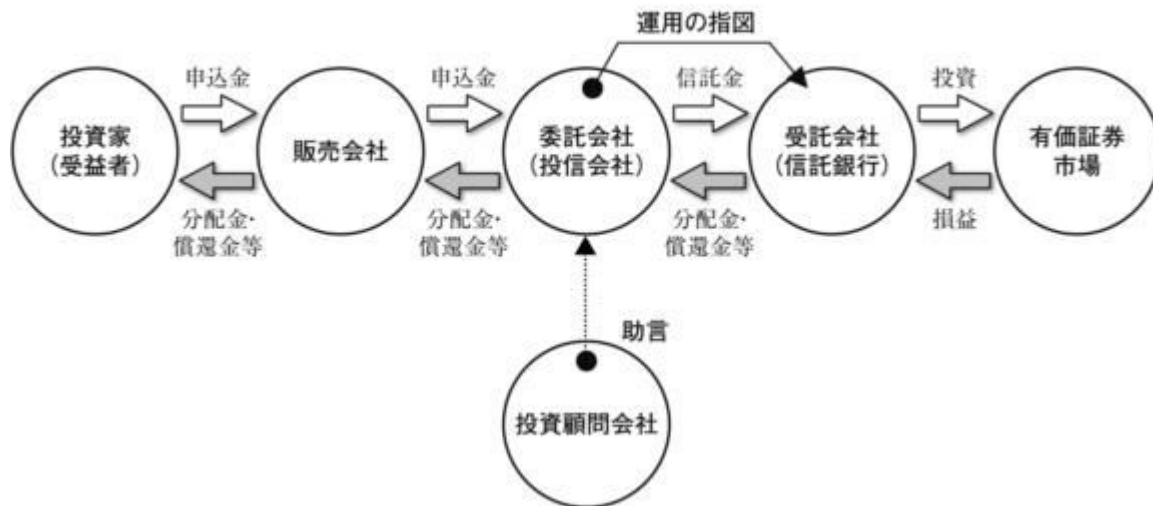 運用の指図
申込金
申込金
信託金
投資
投資家
(受益者)
販売会社
委託会社
(投信会社)
受託会社
(信託銀行)
有価証券
市場
分配金・
償還金等
分配金・
償還金等
分配金・
償還金等
損益
助言
投資顧問会社